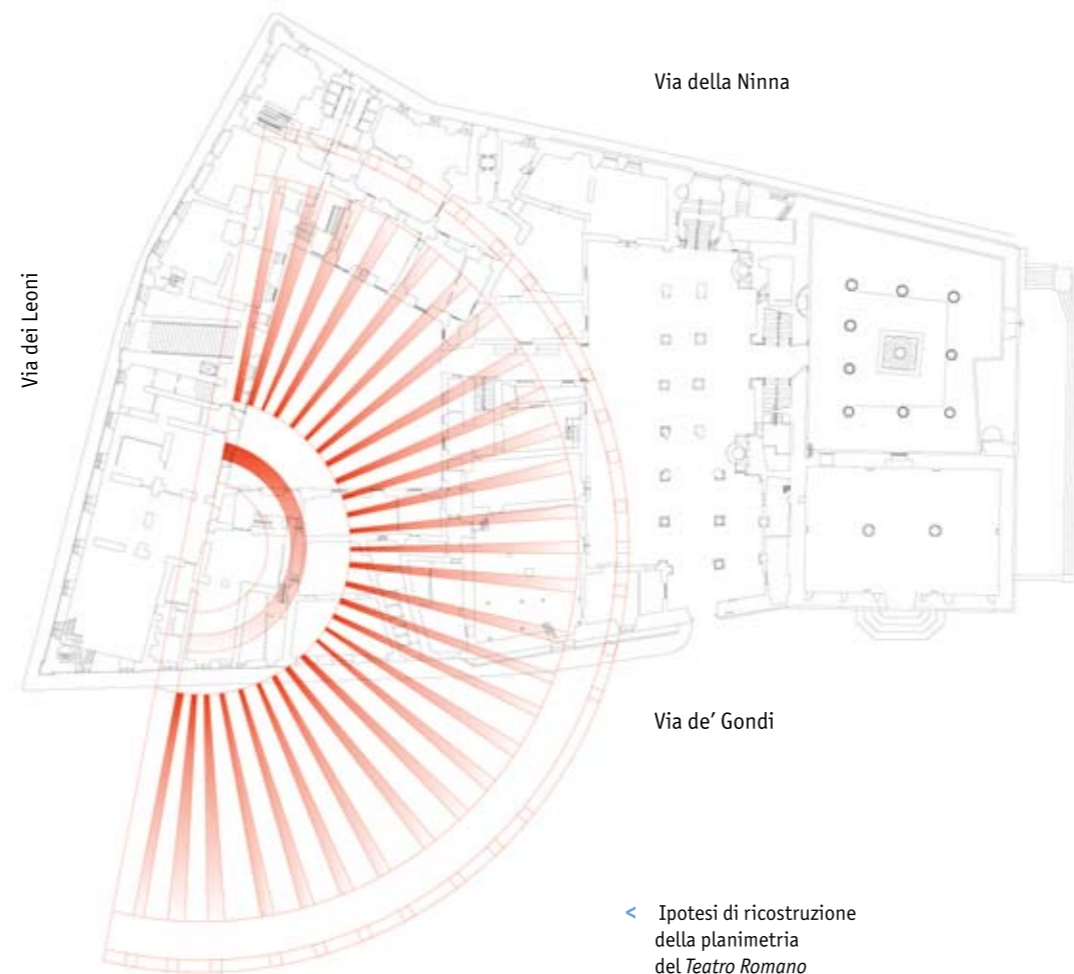 Via della Ninna
Via dei Leoni
Via de’ Gondi
< Ipotesi di ricostruzione
della planimetria
del Teatro Romano